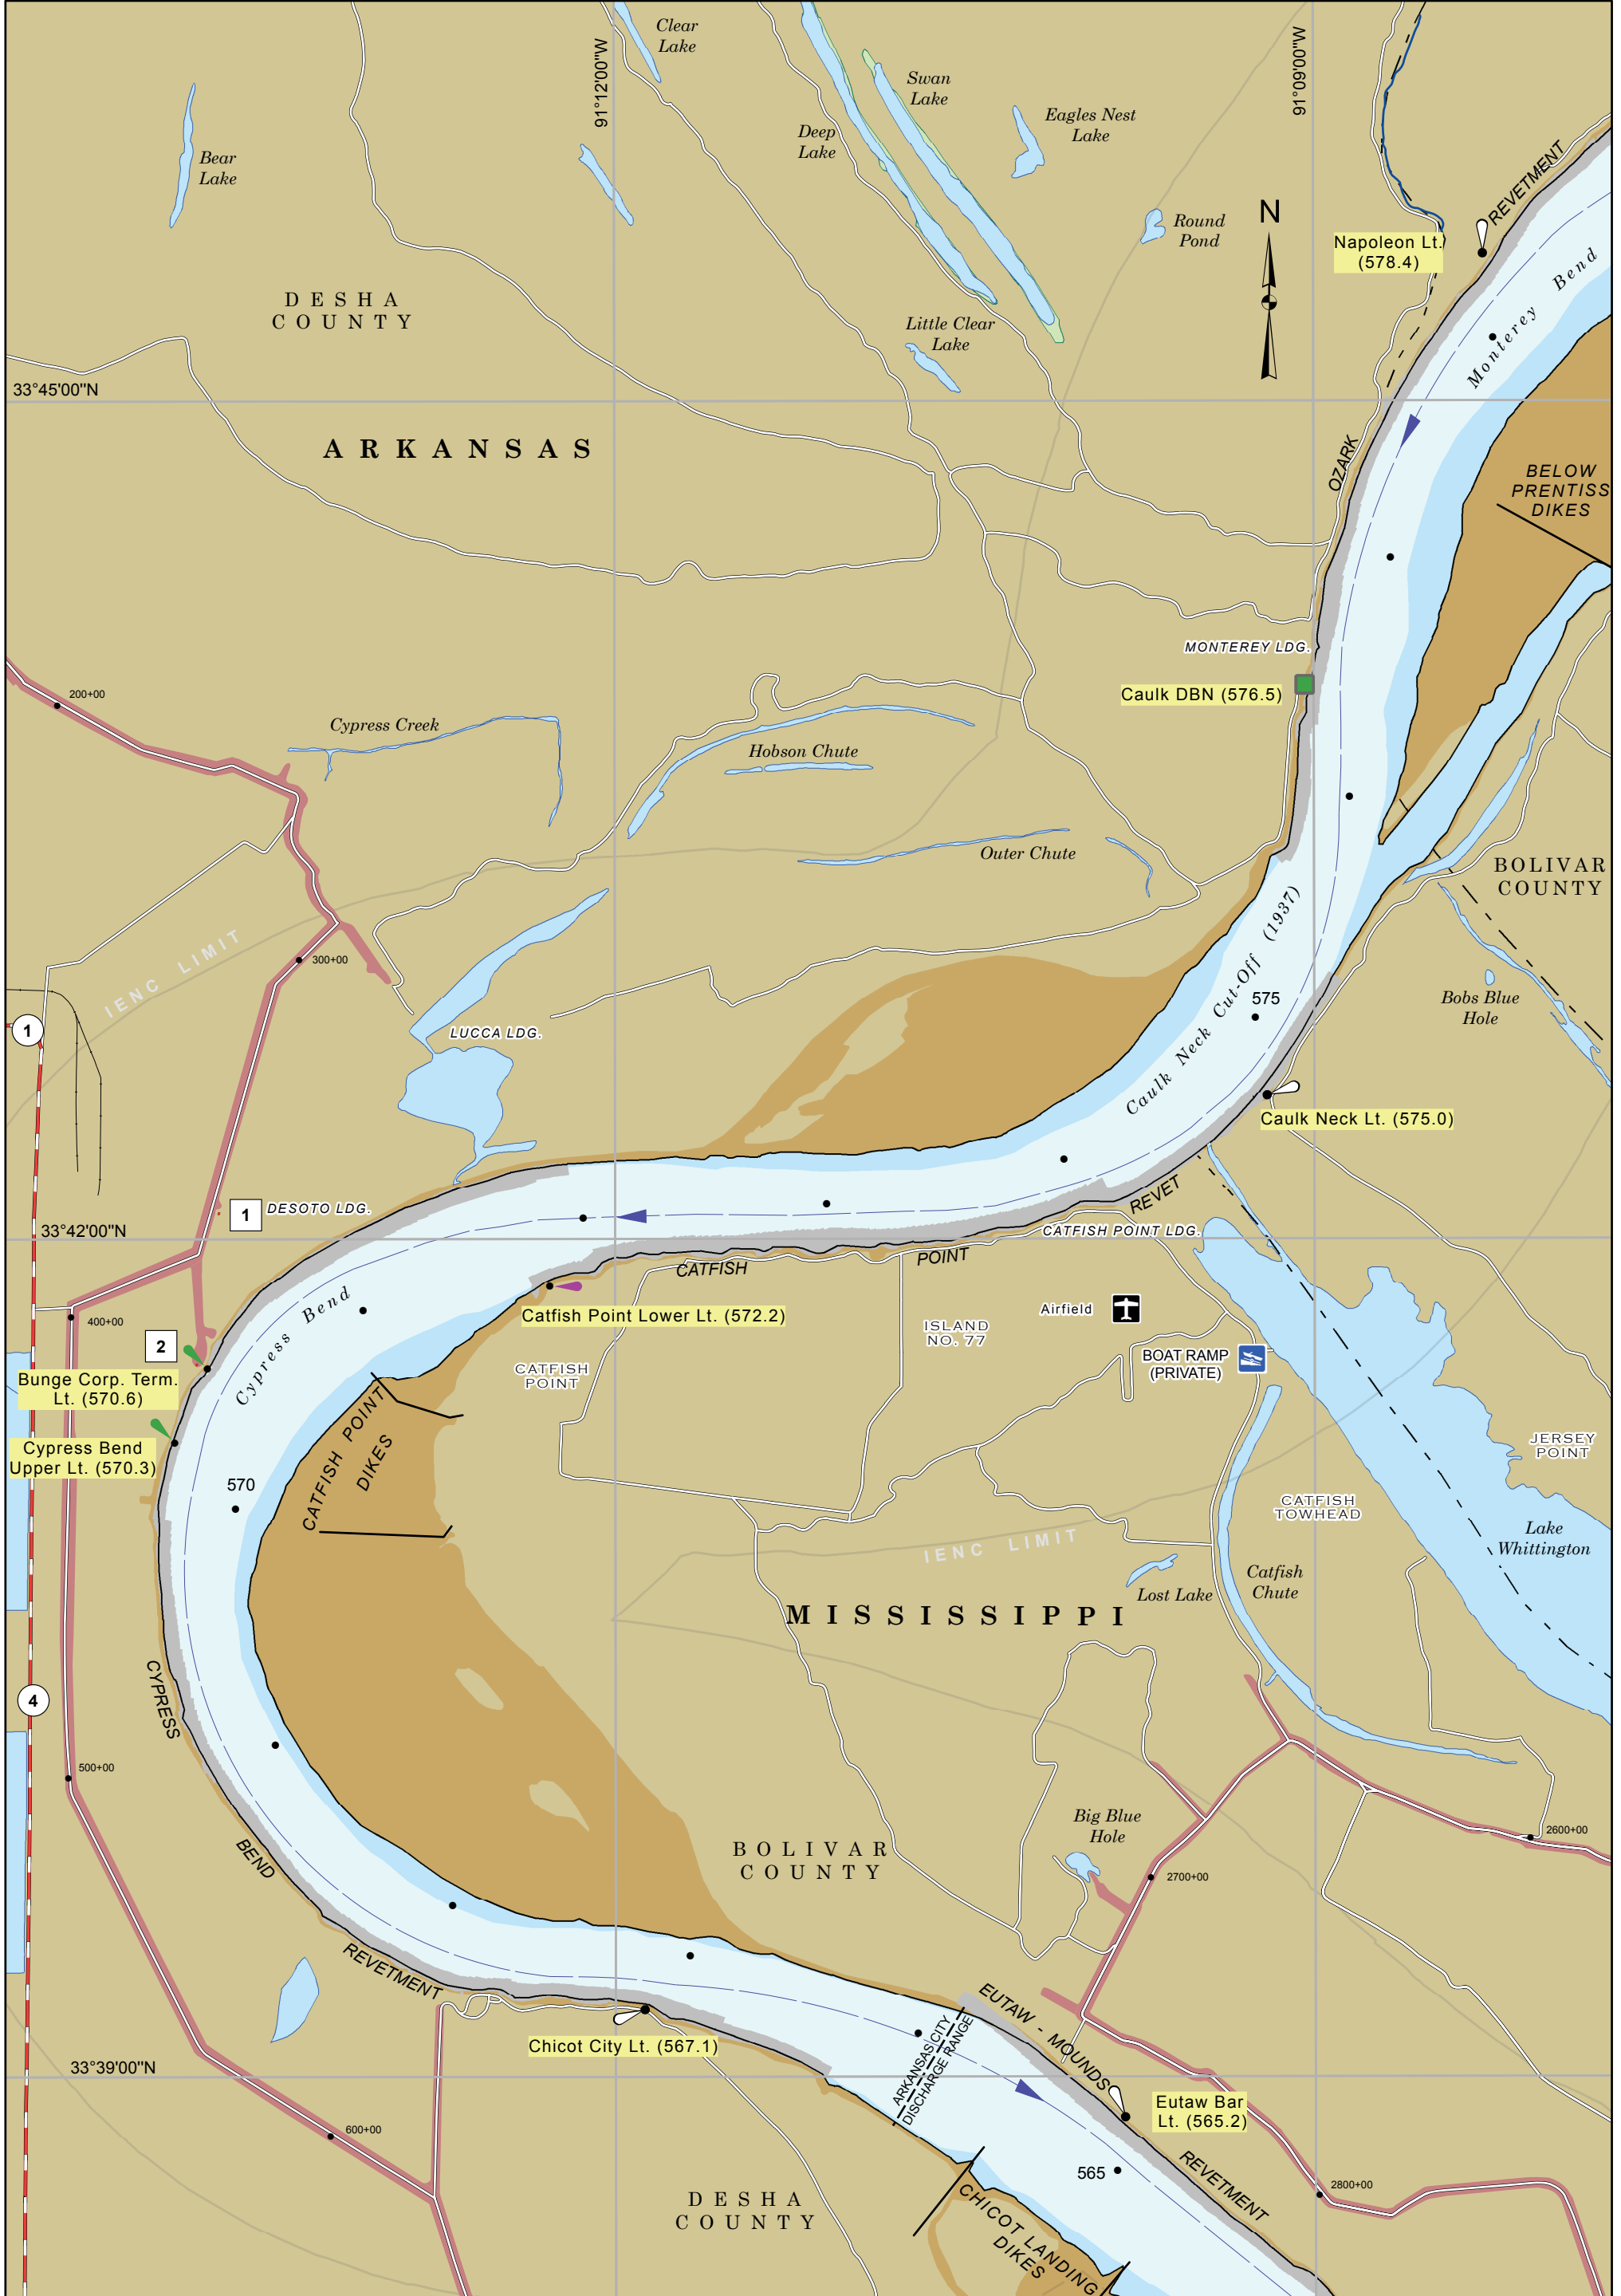 Clear
Lake
91°12'00"W
91°09'00"W
Swan
Lake
Deep
Lake
Eagles Nest
Lake
Bear
Lake
REVETMENT
N
Round
Pond
Napoleon Lt.
(578.4)
Monterey Bend
DESHA
COUNTY
Little Clear
Lake
33°45'00"N
ARKANSAS
OZARK
BELOW
PRENTISS
DIKES
MONTEREY LDG.
Caulk DBN (576.5)
200+00
Cypress Creek
Hobson Chute
Outer Chute
BOLIVAR
COUNTY
IENC LIMIT
300+00
Caulk Neck Cut-Off (1937)
575
Bobs Blue
Hole
1
LUCCA LDG.
Caulk Neck Lt. (575.0)
1
DESOTO LDG.
REVET
33°42'00"N
CATFISH POINT LDG.
CATFISH
POINT
Catfish Point Lower Lt. (572.2)
Airfield
400+00
Cypress Bend
ISLAND
NO. 77
2
CATFISH
POINT
BOAT RAMP
(PRIVATE)
Bunge Corp. Term.
Lt. (570.6)
Cypress Bend
Upper Lt. (570.3)
CATFISH POINT
DIKES
JERSEY
POINT
570
CATFISH
TOWHEAD
Lake
Whittington
IENC LIMIT
Lost Lake
Catfish
Chute
MISSISSIPPI
4
CYPRESS
500+00
Big Blue
Hole
2600+00
BEND
BOLIVAR
COUNTY
2700+00
REVETMENT
EUTAW - MOUNDS
ARKANSAS CITY
DISCHARGE RANGE
Chicot City Lt. (567.1)
33°39'00"N
Eutaw Bar
Lt. (565.2)
600+00
565
REVETMENT
2800+00
DESHA
COUNTY
CHICOT LANDING
DIKES